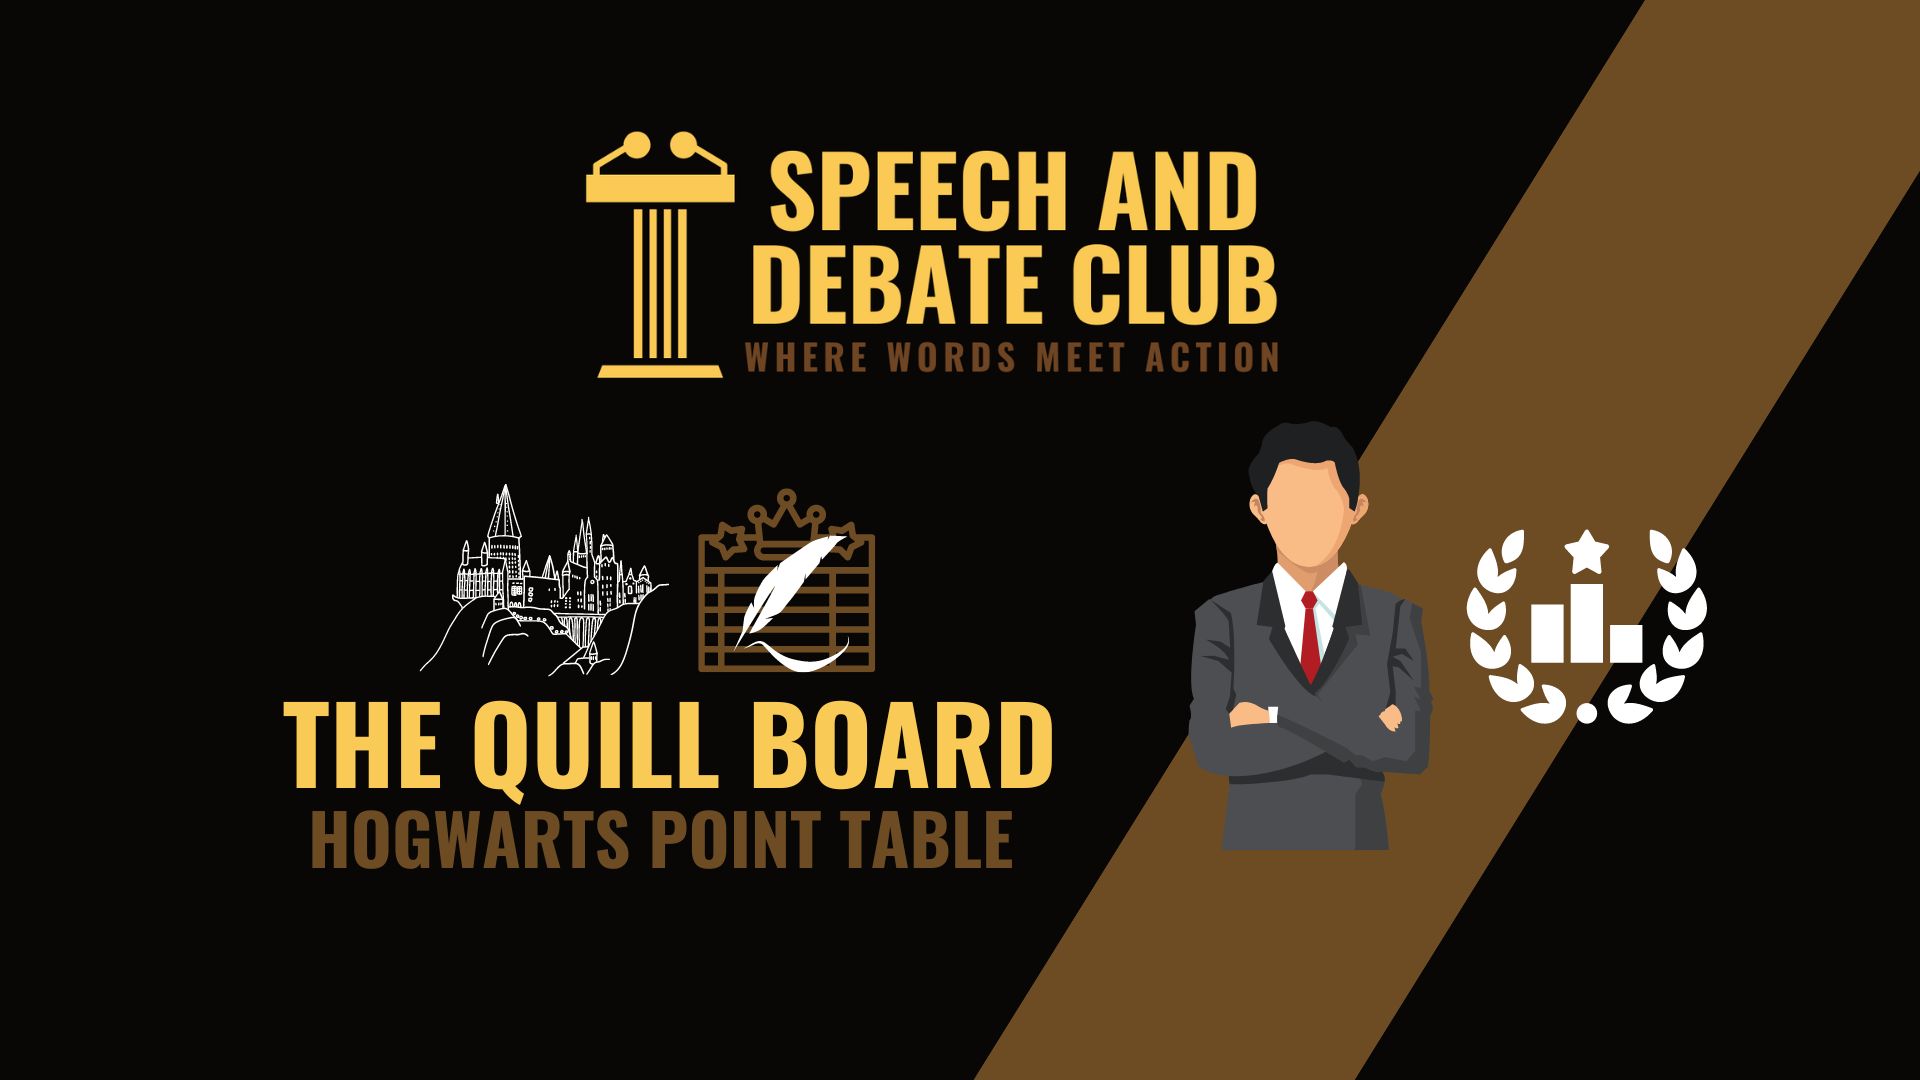 SPEECH AND
DEBATE CLUB
WHERE WORDS MEET ACTION
THE QUILL BOARD
HOGWARTS POINT TABLE